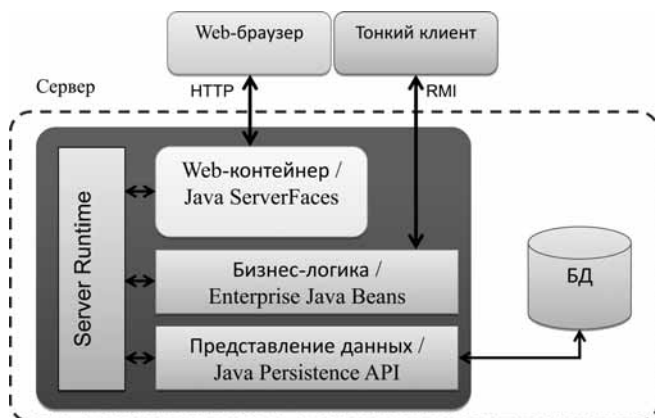 Web-браузер
Тонкий клиент
Сервер
HTTP
RMI
Server Runtime
Web-контейнер /
Java ServerFaces
Бизнес-логика /
Enterprise Java Beans
БД
Представление данных /
Java Persistence API